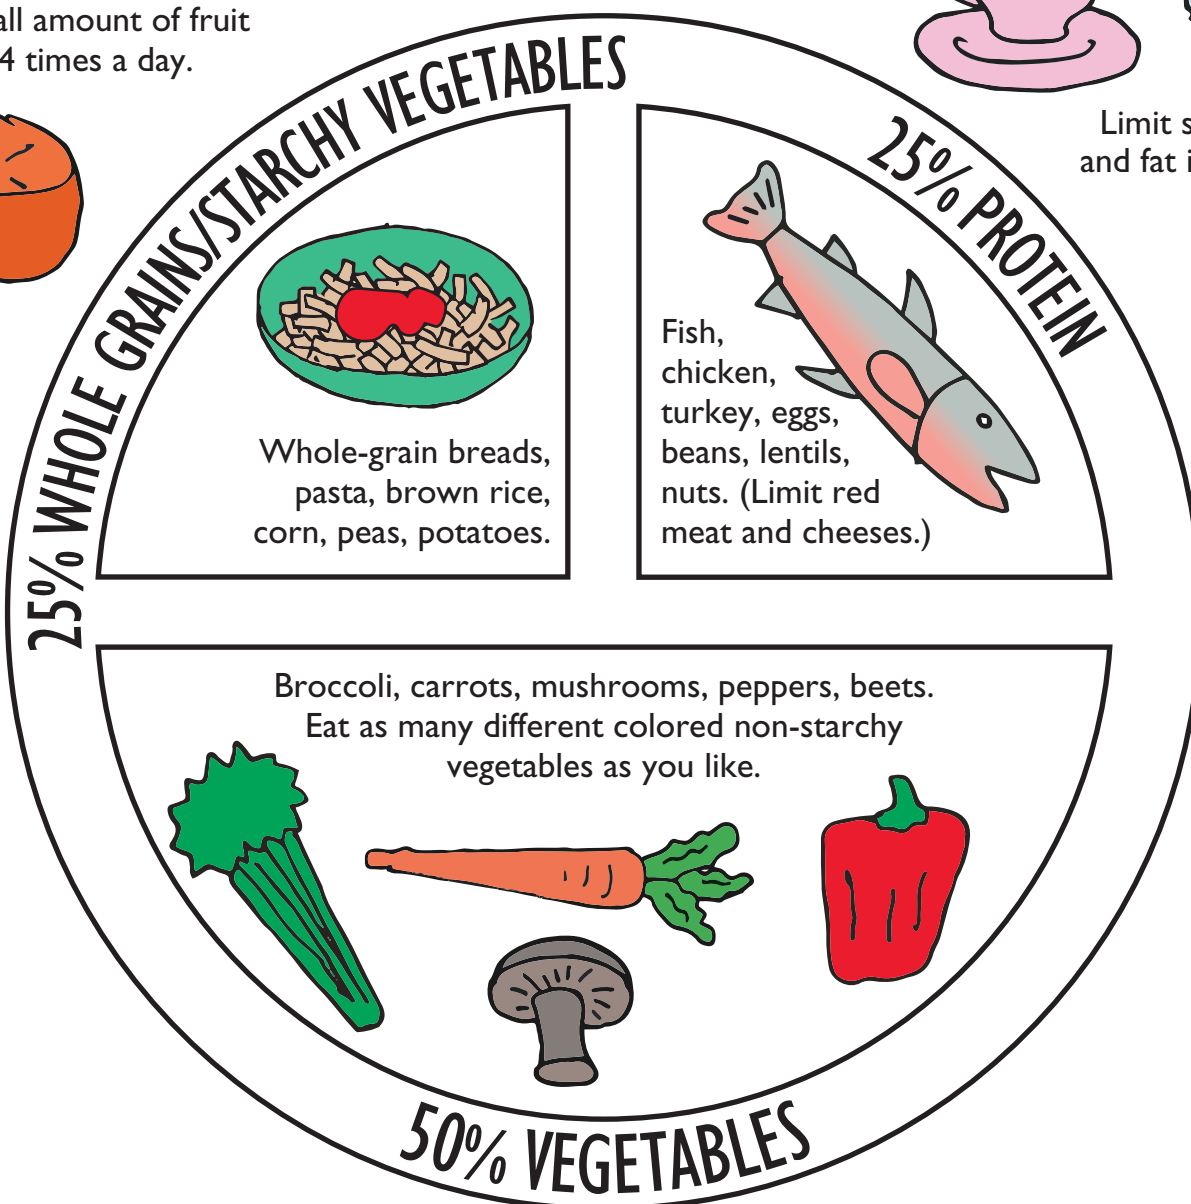 all amount of fruit
4 times a day.
Limit
and fat
25% WHOLE GRAINS/STARCHY VEGETABLES
25% PROTEIN
Whole-grain breads,
pasta, brown rice,
corn, peas, potatoes.
Fish,
chicken,
turkey, eggs,
beans, lentils,
nuts. (Limit red
meat and cheeses.)
Broccoli, carrots, mushrooms, peppers, beets.
Eat as many different colored non-starchy
vegetables as you like.
50% VEGETABLES